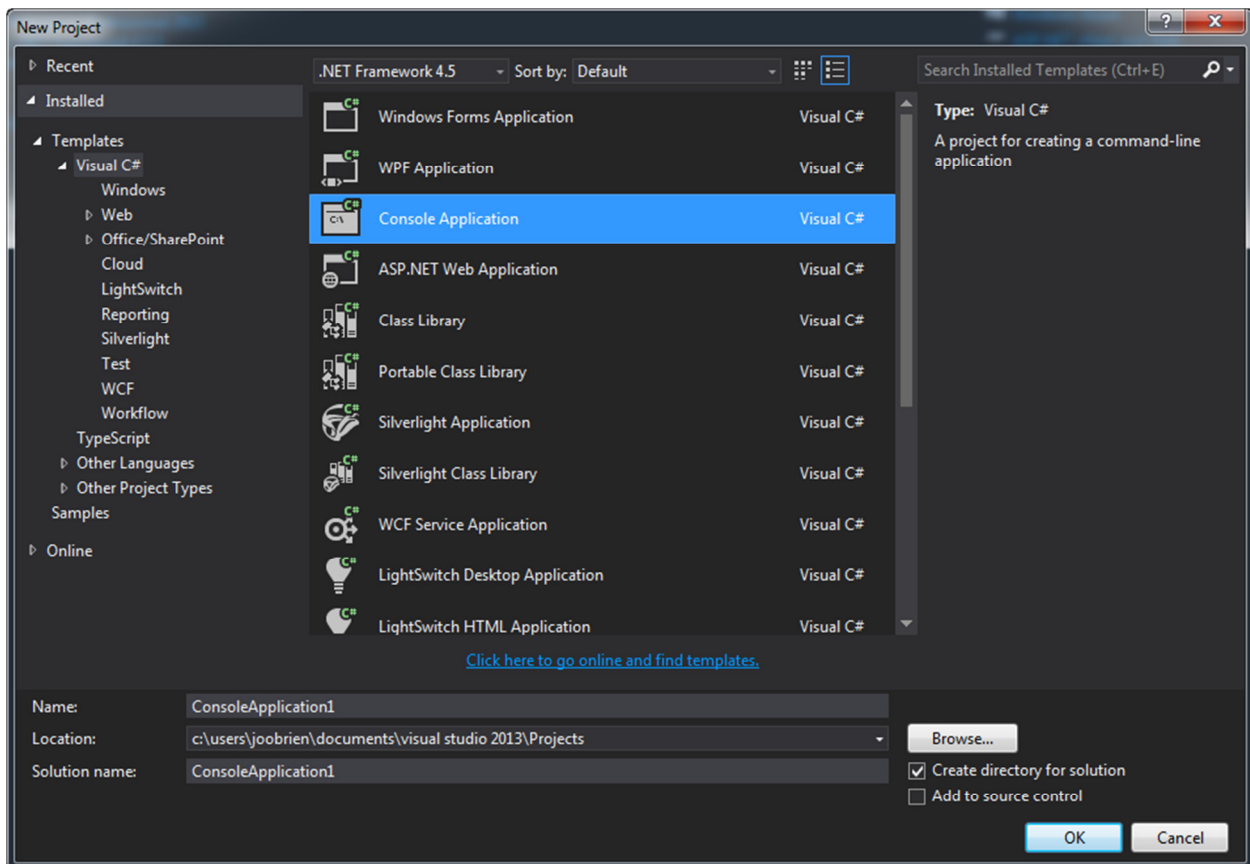 New Project
?
Recent
Installed
Templates
Visual C#
Windows
Web
Office/SharePoint
Cloud
LightSwitch
Reporting
Silverlight
Test
WCF
Workflow
TypeScript
Other Languages
Other Project Types
Samples
Online
.NET Framework 4.5 Sort by: Default
C# Windows Forms Application Visual C#
C# WPF Application Visual C#
C# C:\ Console Application Visual C#
C# ASP.NET Web Application Visual C#
C# Class Library Visual C#
C# Portable Class Library Visual C#
C# Silverlight Application Visual C#
C# Silverlight Class Library Visual C#
C# WCF Service Application Visual C#
C# LightSwitch Desktop Application Visual C#
C# LightSwitch HTML Application Visual C#
Click here to go online and find templates.
Search Installed Templates (Ctrl+E)
Type: Visual C#
A project for creating a command-line
application
Name: ConsoleApplication1
Location: c:\users\joobrien\documents\visual studio 2013\Projects
Browse...
Solution name: ConsoleApplication1
Create directory for solution
Add to source control
OK Cancel